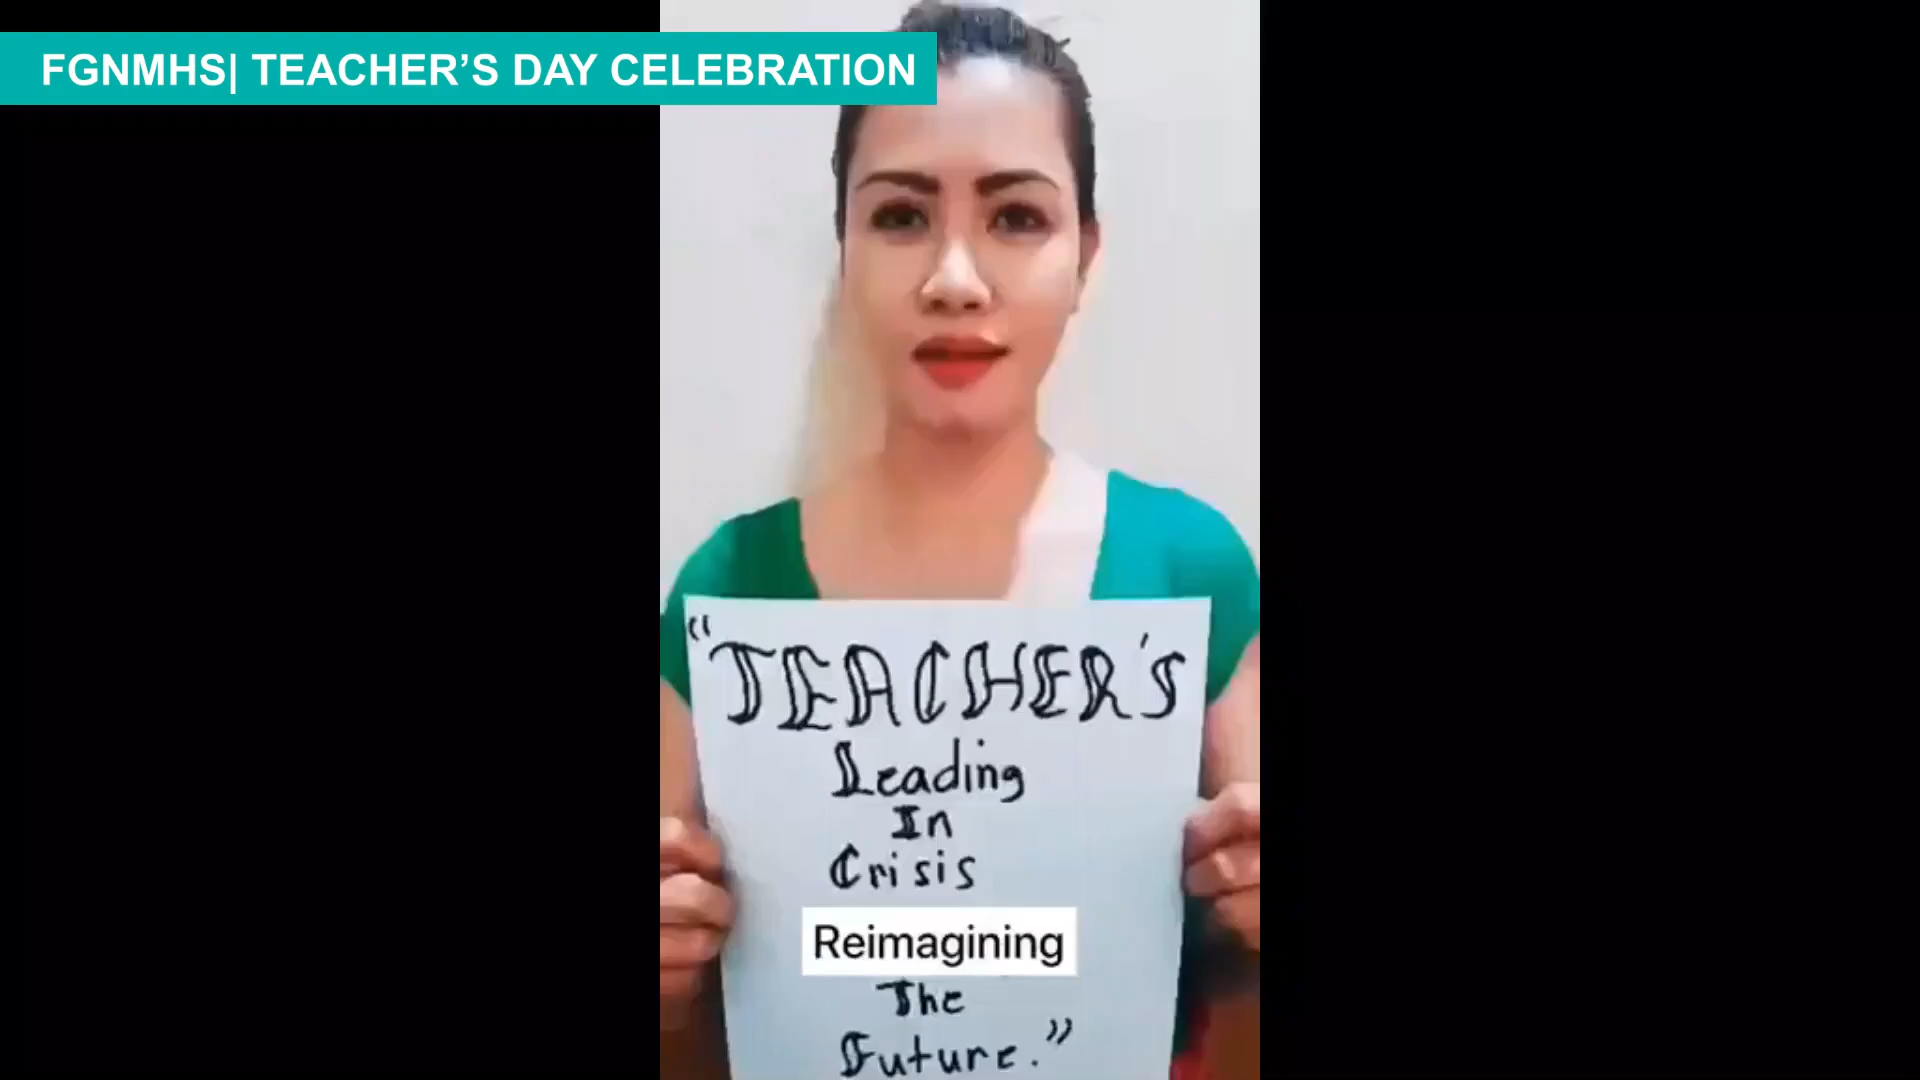 FGNMHS| TEACHER’S DAY CELEBRATION
“TEACHER’S
Leading
In
Crisis
Reimagining
The
Future.”